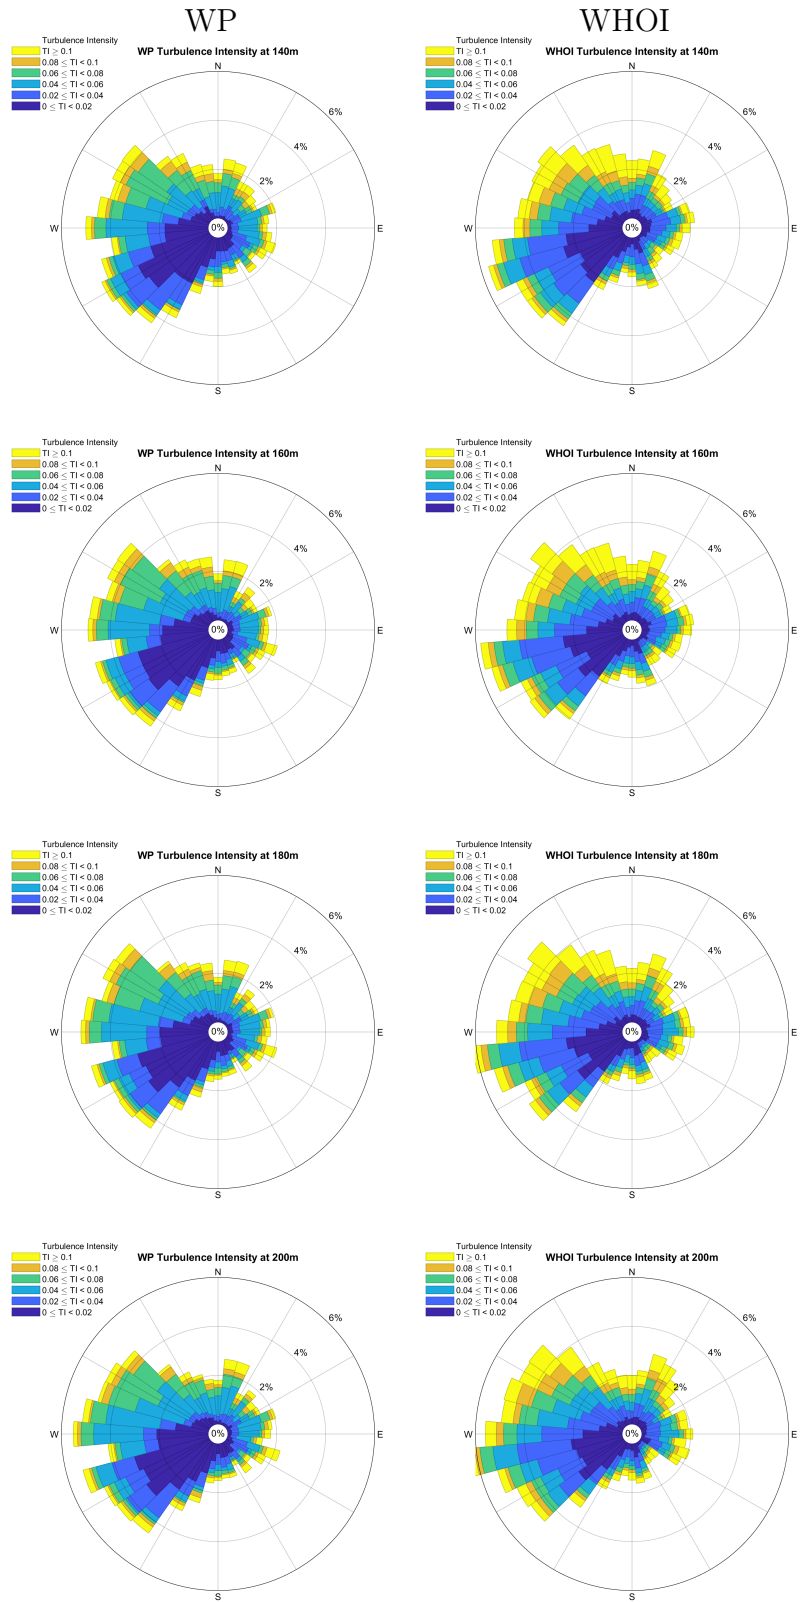 WP
WHOI
Turbulence Intensity
TI ≥ 0.1
0.08 ≤ TI < 0.1
0.06 ≤ TI < 0.08
0.04 ≤ TI < 0.06
0.02 ≤ TI < 0.04
0 ≤ TI < 0.02
WP Turbulence Intensity at 140m
N
6%
4%
2%
W
0%
E
S
Turbulence Intensity
TI ≥ 0.1
0.08 ≤ TI < 0.1
0.06 ≤ TI < 0.08
0.04 ≤ TI < 0.06
0.02 ≤ TI < 0.04
0 ≤ TI < 0.02
WHOI Turbulence Intensity at 140m
N
6%
4%
2%
W
0%
E
S
Turbulence Intensity
TI ≥ 0.1
0.08 ≤ TI < 0.1
0.06 ≤ TI < 0.08
0.04 ≤ TI < 0.06
0.02 ≤ TI < 0.04
0 ≤ TI < 0.02
WP Turbulence Intensity at 160m
N
6%
4%
2%
W
0%
E
S
Turbulence Intensity
TI ≥ 0.1
0.08 ≤ TI < 0.1
0.06 ≤ TI < 0.08
0.04 ≤ TI < 0.06
0.02 ≤ TI < 0.04
0 ≤ TI < 0.02
WHOI Turbulence Intensity at 160m
N
6%
4%
2%
W
0%
E
S
Turbulence Intensity
TI ≥ 0.1
0.08 ≤ TI < 0.1
0.06 ≤ TI < 0.08
0.04 ≤ TI < 0.06
0.02 ≤ TI < 0.04
0 ≤ TI < 0.02
WP Turbulence Intensity at 180m
N
6%
4%
2%
W
0%
E
S
Turbulence Intensity
TI ≥ 0.1
0.08 ≤ TI < 0.1
0.06 ≤ TI < 0.08
0.04 ≤ TI < 0.06
0.02 ≤ TI < 0.04
0 ≤ TI < 0.02
WHOI Turbulence Intensity at 180m
N
6%
4%
2%
W
0%
E
S
Turbulence Intensity
TI ≥ 0.1
0.08 ≤ TI < 0.1
0.06 ≤ TI < 0.08
0.04 ≤ TI < 0.06
0.02 ≤ TI < 0.04
0 ≤ TI < 0.02
WP Turbulence Intensity at 200m
N
6%
4%
2%
W
0%
E
S
Turbulence Intensity
TI ≥ 0.1
0.08 ≤ TI < 0.1
0.06 ≤ TI < 0.08
0.04 ≤ TI < 0.06
0.02 ≤ TI < 0.04
0 ≤ TI < 0.02
WHOI Turbulence Intensity at 200m
N
6%
4%
2%
W
0%
E
S